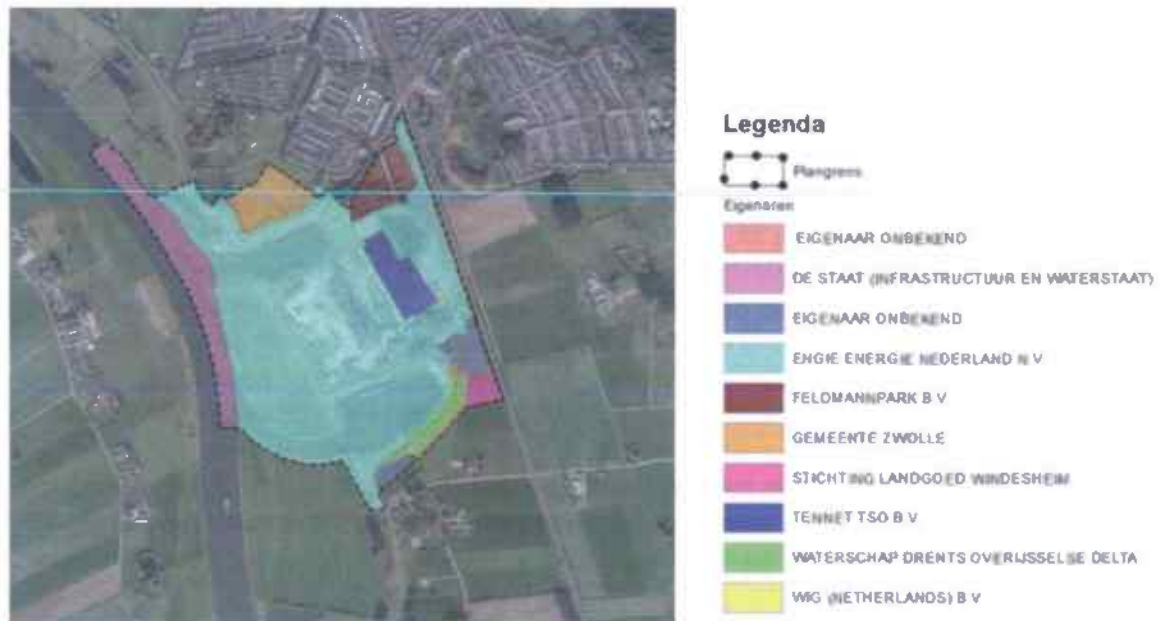 Legenda
Plangrens
Eigenaren
EIGENAAR ONBEKEND
DE STAAT (INFRASTRUCTUUR EN WATERSTAAT)
EIGENAAR ONBEKEND
ENGIE ENERGIE NEDERLAND N V
FELDMANNPARK B V
GEMEENTE ZWOLLE
STICHTING LANDGOED WINDESHEIM
TENNET TSO B V
WATERSCHAP DRENTS OVERIJSSELSE DELTA
WIG (NETHERLANDS) B V